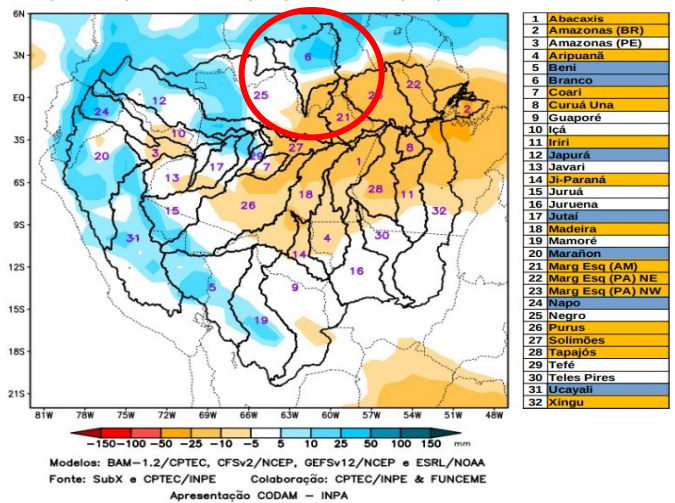 6N
3N
EQ
3S
6S
9S
12S
15S
18S
21S
81W 78W 75W 72W 69W 66W 63W 60W 57W 54W 51W 48W
6
22
25
12
24
21
2
10
27
8
20
3
29
7
17
1
13
18
28
11
15
26
32
31
4
30
14
16
5
9
19
-150-100 -50 -25 -10 -5 5 10 25 50 100 150 mm
Modelos: BAM-1.2/CPTEC, CFSv2/NCEP, GEFSv12/NCEP e ESRL/NOAA
Fonte: SubX e CPTEC/INPE Colaboração: CPTEC/INPE & FUNCEME
Apresentação CODAM - INPA
1 Abacaxis
2 Amazonas (BR)
3 Amazonas (PE)
4 Aripuanã
5 Beni
6 Branco
7 Coari
8 Curuá Una
9 Guaporé
10 Içá
11 Iriri
12 Japurá
13 Javari
14 Ji-Paraná
15 Juruá
16 Juruena
17 Jutaí
18 Madeira
19 Mamoré
20 Marañon
21 Marg Esq (AM)
22 Marg Esq (PA) NE
23 Marg Esq (PA) NW
24 Napo
25 Negro
26 Purus
27 Solimões
28 Tapajós
29 Tefé
30 Teles Pires
31 Ucayali
32 Xingu